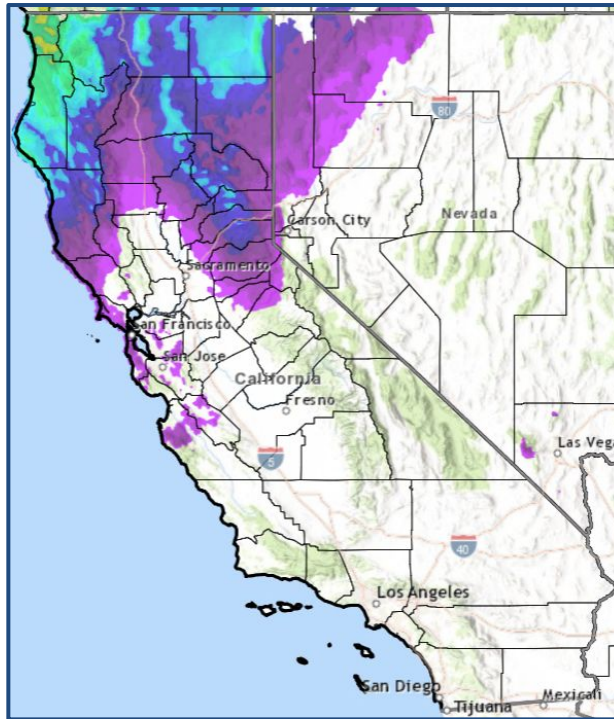 80
Carson City
Nevada
Sacramento
San Francisco
San Jose
California
Fresno
5
Las Vega
40
Los Angeles
San Diego
Tijuana
Mexicali